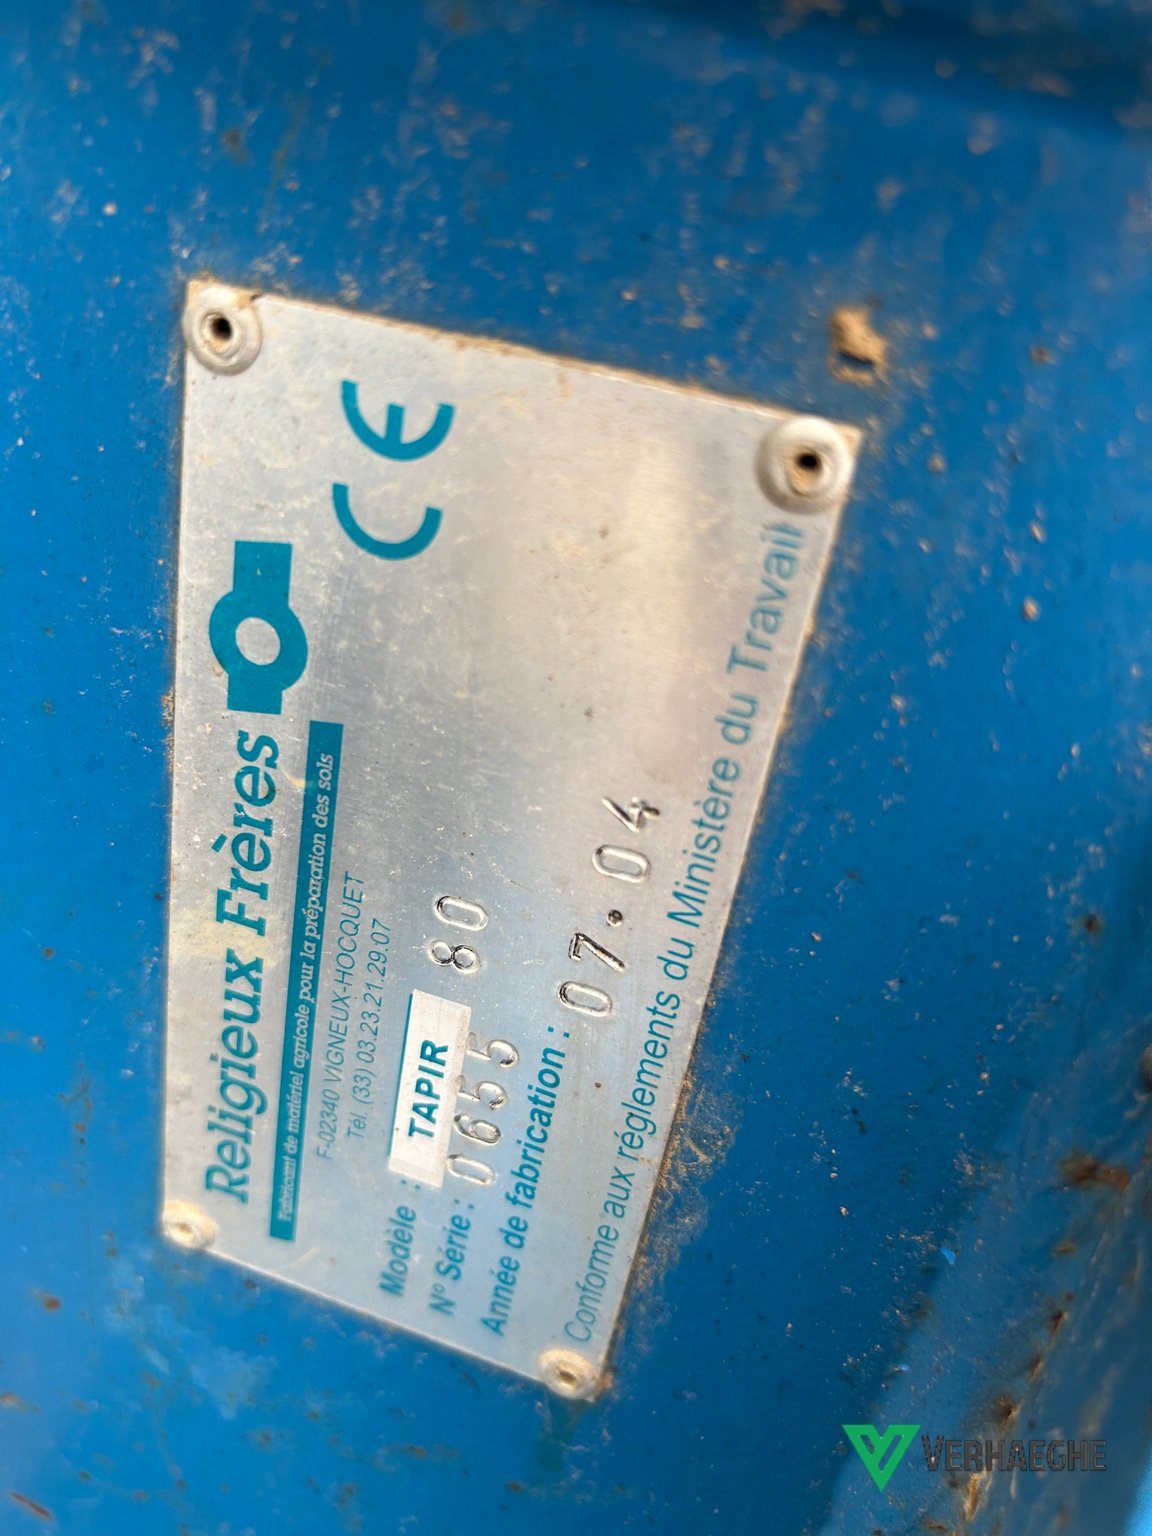 Religieux Frères
Fabricant de matériel agricole pour la préparation des sols
F-02340 VIGNEUX-HOCQUET
Tél. (33) 03.23.21.29.07
CE
Modèle : TAPIR 80
N° Série : 0655
Année de fabrication : 07.04
Conforme aux réglements du Ministère du Travail
VERHAEGHE